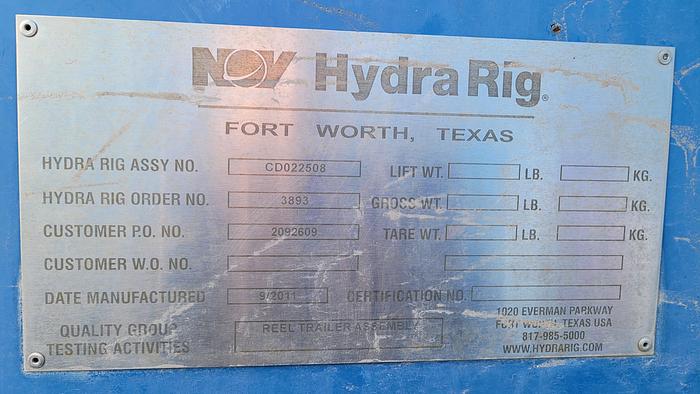 NOV Hydra Rig®
FORT WORTH, TEXAS
HYDRA RIG ASSY NO. CD022508 LIFT WT. LB. KG.
HYDRA RIG ORDER NO. 3893 GROSS WT. LB. KG.
CUSTOMER P.O. NO. 2092609 TARE WT. LB. KG.
CUSTOMER W.O. NO.
DATE MANUFACTURED 9/2011 CERTIFICATION NO.
QUALITY GROUP
TESTING ACTIVITIES
REEL TRAILER ASSEMBLY
1020 EVERMAN PARKWAY
FORT WORTH, TEXAS USA
817-985-5000
WWW.HYDRARIG.COM